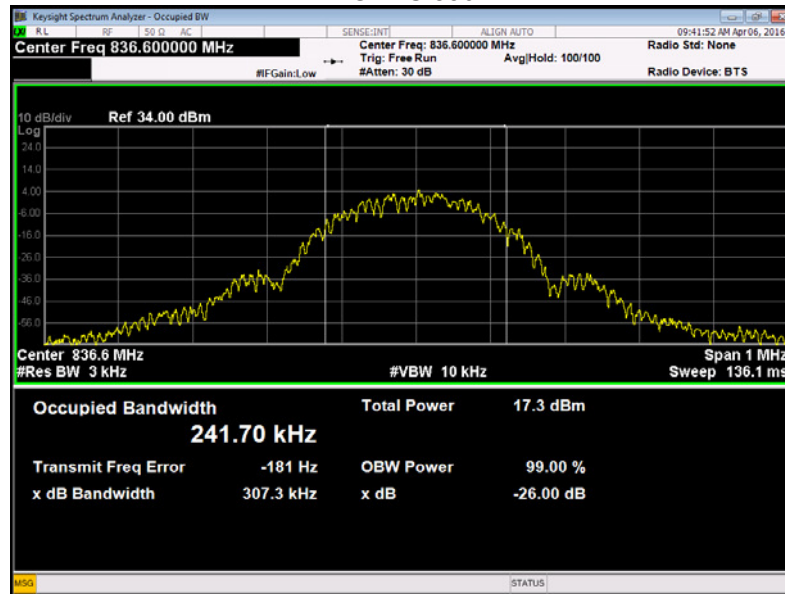 Keysight Spectrum Analyzer - Occupied BW
RL RF 50 Ω AC SENSE:INT ALIGN AUTO 09:41:52 AM Apr 06, 2016
Center Freq 836.600000 MHz Center Freq: 836.600000 MHz Radio Std: None
Trig: Free Run Avg|Hold: 100/100
#IFGain:Low #Atten: 30 dB Radio Device: BTS
10 dB/div Ref 34.00 dBm
Log
24.0
14.0
4.00
-6.00
-16.0
-26.0
-36.0
-46.0
-56.0
Center 836.6 MHz Span 1 MHz
#Res BW 3 kHz #VBW 10 kHz Sweep 136.1 ms
Occupied Bandwidth Total Power 17.3 dBm
241.70 kHz
Transmit Freq Error -181 Hz OBW Power 99.00 %
x dB Bandwidth 307.3 kHz x dB -26.00 dB
MSG STATUS